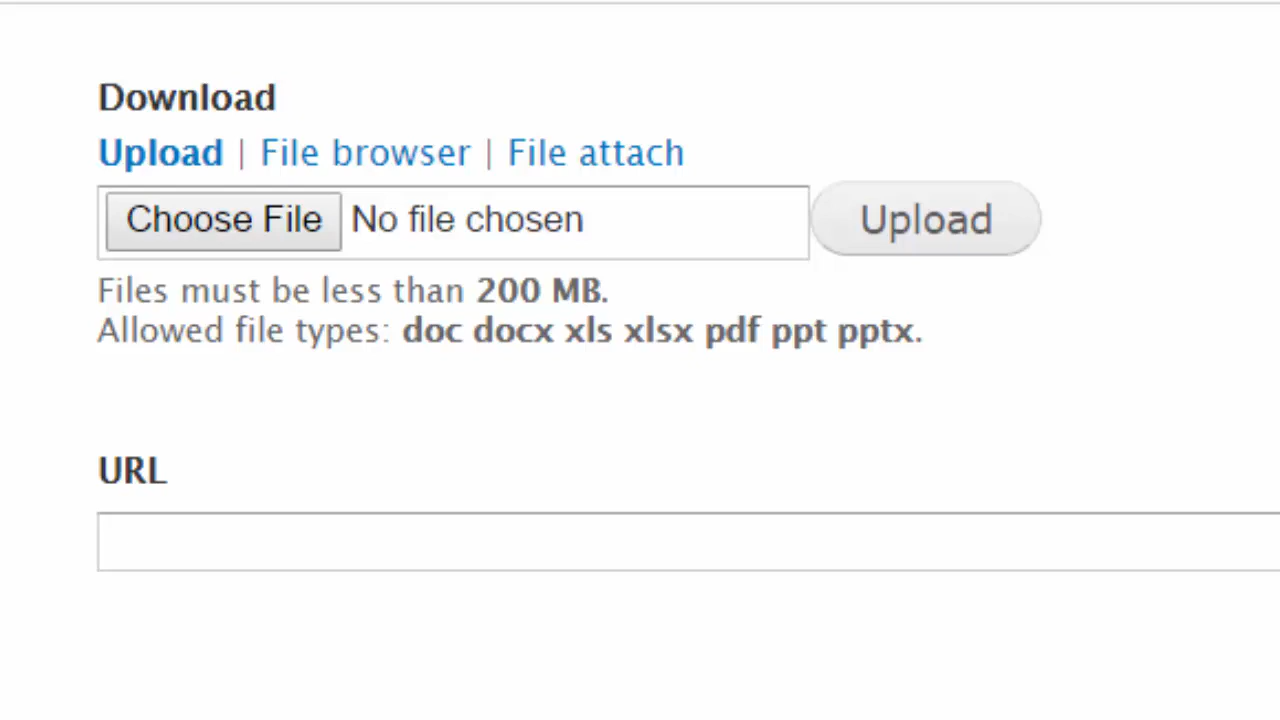 Download
Upload | File browser | File attach
Choose File No file chosen Upload
Files must be less than 200 MB.
Allowed file types: doc docx xls xlsx pdf ppt pptx.
URL